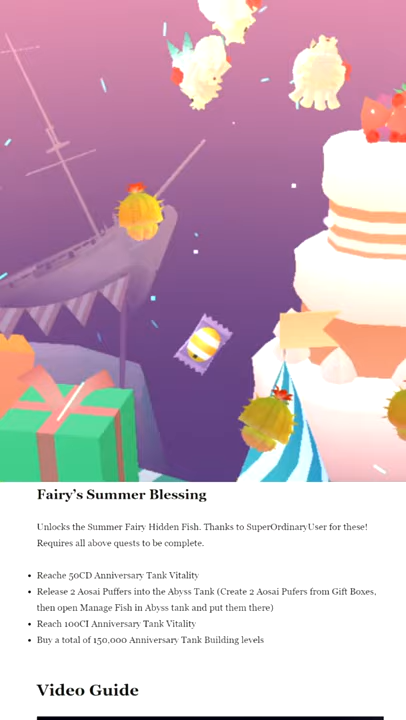 Fairy's Summer Blessing
Unlocks the Summer Fairy Hidden Fish. Thanks to SuperOrdinaryUser for these!
Requires all above quests to be complete.
Reache 50CD Anniversary Tank Vitality
Release 2 Aosai Puffers into the Abyss Tank (Create 2 Aosai Pufers from Gift Boxes,
then open Manage Fish in Abyss tank and put them there)
Reach 100CI Anniversary Tank Vitality
Buy a total of 150,000 Anniversary Tank Building levels
Video Guide